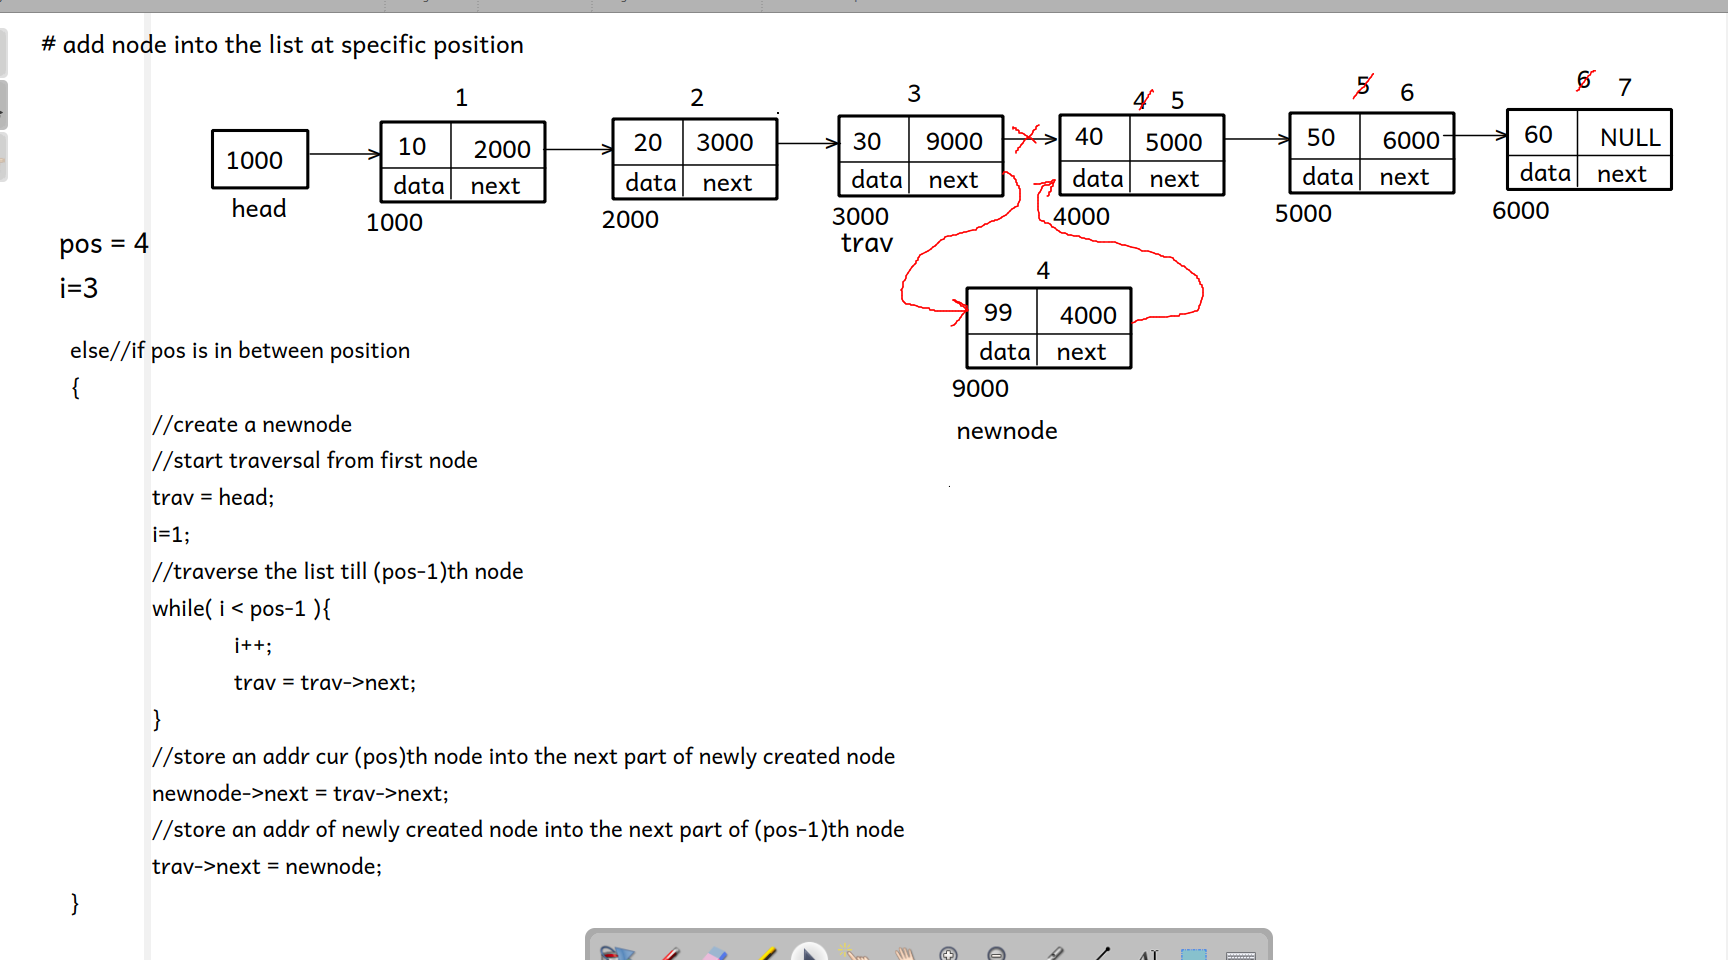 # add node into the list at specific position
1 2 3 4 5 5 6 6 7
1000 10 2000 20 3000 30 9000 40 5000 50 6000 60 NULL
data next data next data next data next data next data next
head
1000 2000 3000 4000 5000 6000
trav
pos = 4
i=3
4
99 4000
data next
9000
newnode
else//if pos is in between position
{
//create a newnode
//start traversal from first node
trav = head;
i=1;
//traverse the list till (pos-1)th node
while( i < pos-1 ){
i++;
trav = trav->next;
}
//store an addr cur (pos)th node into the next part of newly created node
newnode->next = trav->next;
//store an addr of newly created node into the next part of (pos-1)th node
trav->next = newnode;
}